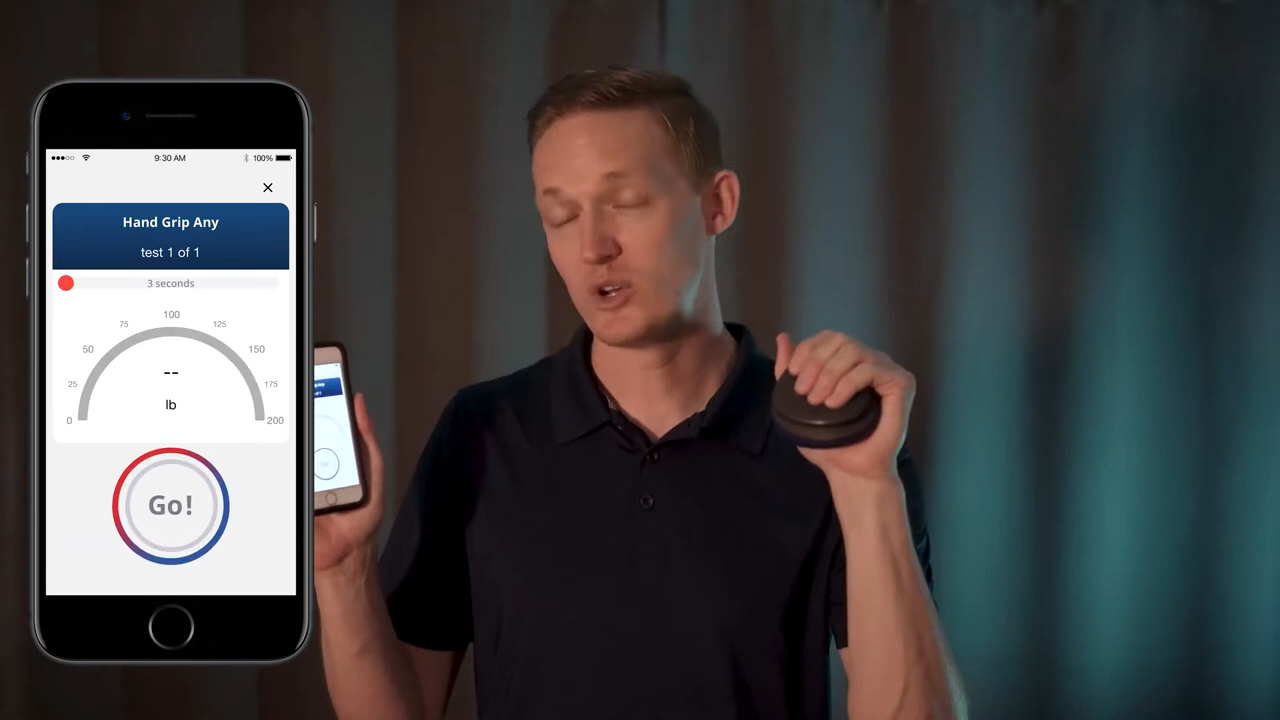 9:30 AM
100%
×
Hand Grip Any
test 1 of 1
3 seconds
100
75 125
50 150
--
25 175
lb
0 200
Go!